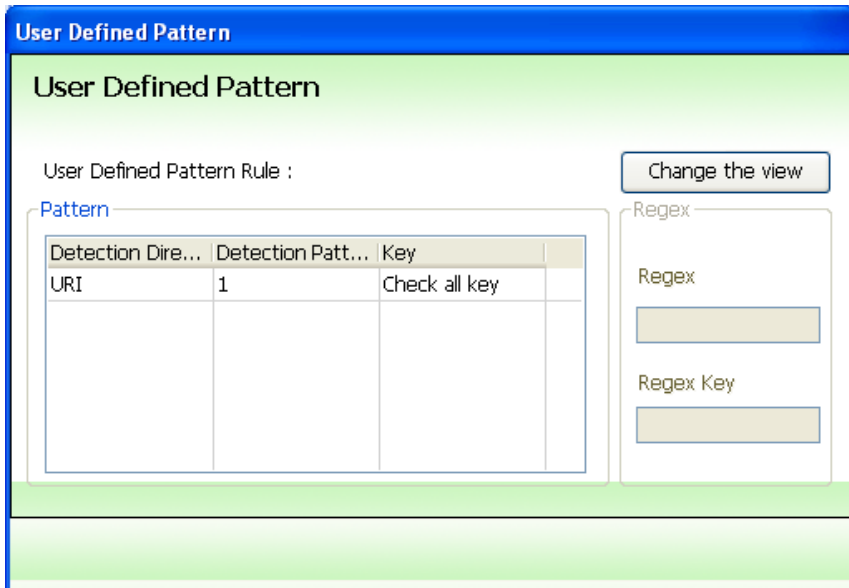 User Defined Pattern
User Defined Pattern
User Defined Pattern Rule :
Change the view
Pattern
Regex
Detection Dire... Detection Patt... Key
URI 1 Check all key
Regex
Regex Key